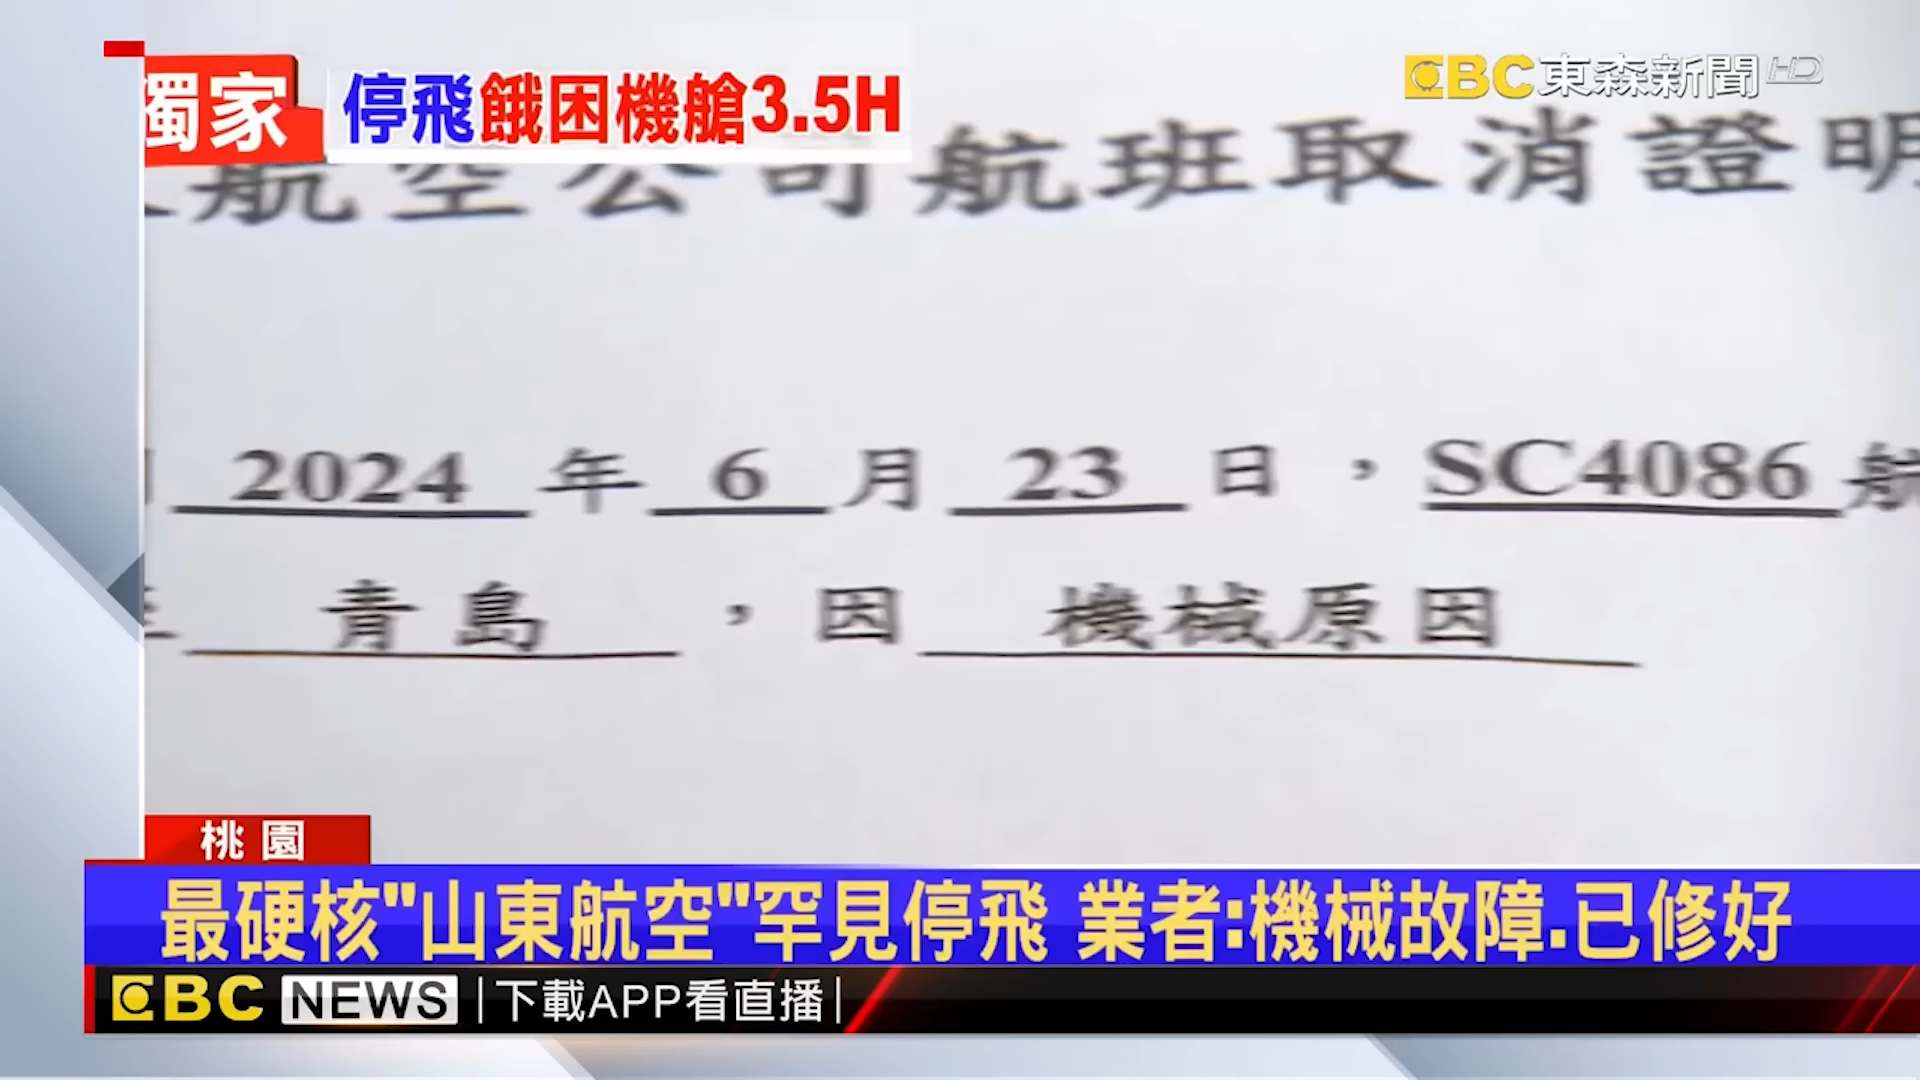 獨家 停飛餓困機艙3.5H
EBC東森新聞HD
航空公司航班取消證明
2024 年 6 月 23 日，SC4086 航
青島，因 機械原因
桃園
最硬核"山東航空"罕見停飛 業者:機械故障.已修好
EBC NEWS |下載APP看直播|